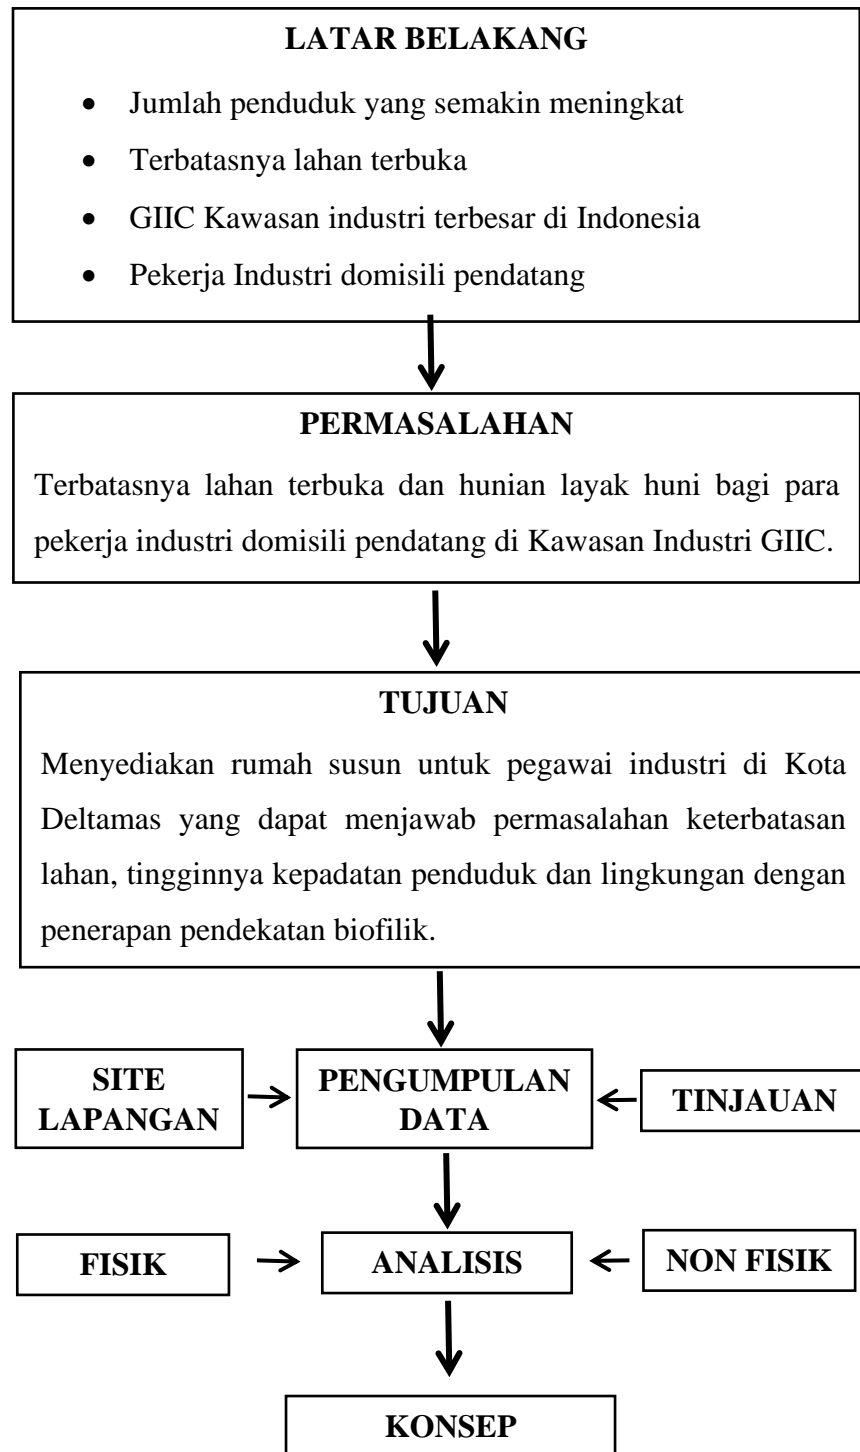 LATAR BELAKANG
• Jumlah penduduk yang semakin meningkat
• Terbatasnya lahan terbuka
• GIIC Kawasan industri terbesar di Indonesia
• Pekerja Industri domisili pendatang
PERMASALAHAN
Terbatasnya lahan terbuka dan hunian layak huni bagi para
pekerja industri domisili pendatang di Kawasan Industri GIIC.
TUJUAN
Menyediakan rumah susun untuk pegawai industri di Kota
Deltamas yang dapat menjawab permasalahan keterbatasan
lahan, tingginnya kepadatan penduduk dan lingkungan dengan
penerapan pendekatan biofilik.
SITE
LAPANGAN
PENGUMPULAN
DATA
TINJAUAN
FISIK
ANALISIS
NON FISIK
KONSEP